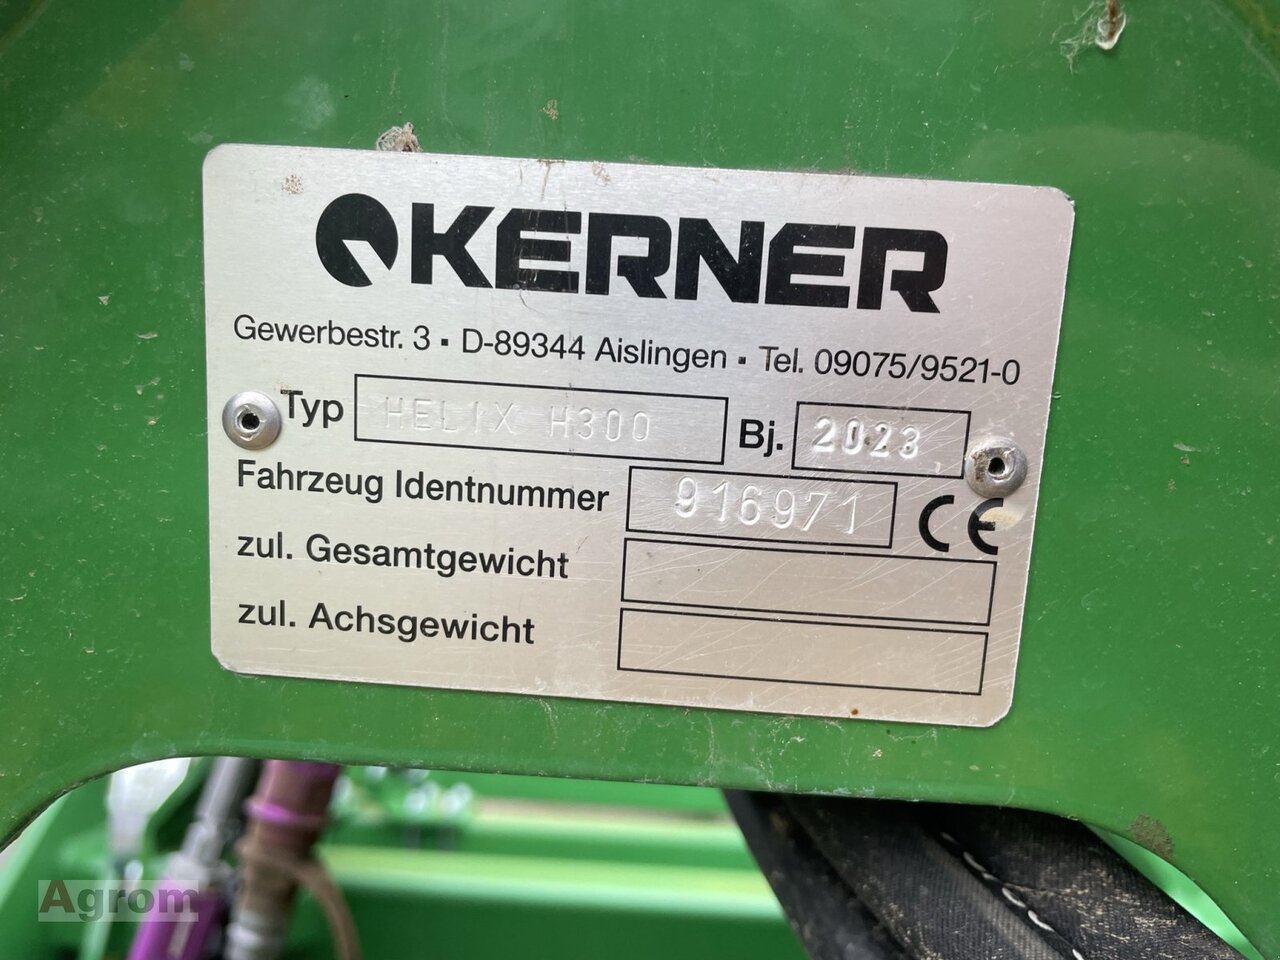 KERNER
Gewerbestr. 3 ▪ D-89344 Aislingen ▪ Tel. 09075/9521-0
Typ HELIX H300 Bj. 2023
Fahrzeug Identnummer 916971 CE
zul. Gesamtgewicht
zul. Achsgewicht
Agrom